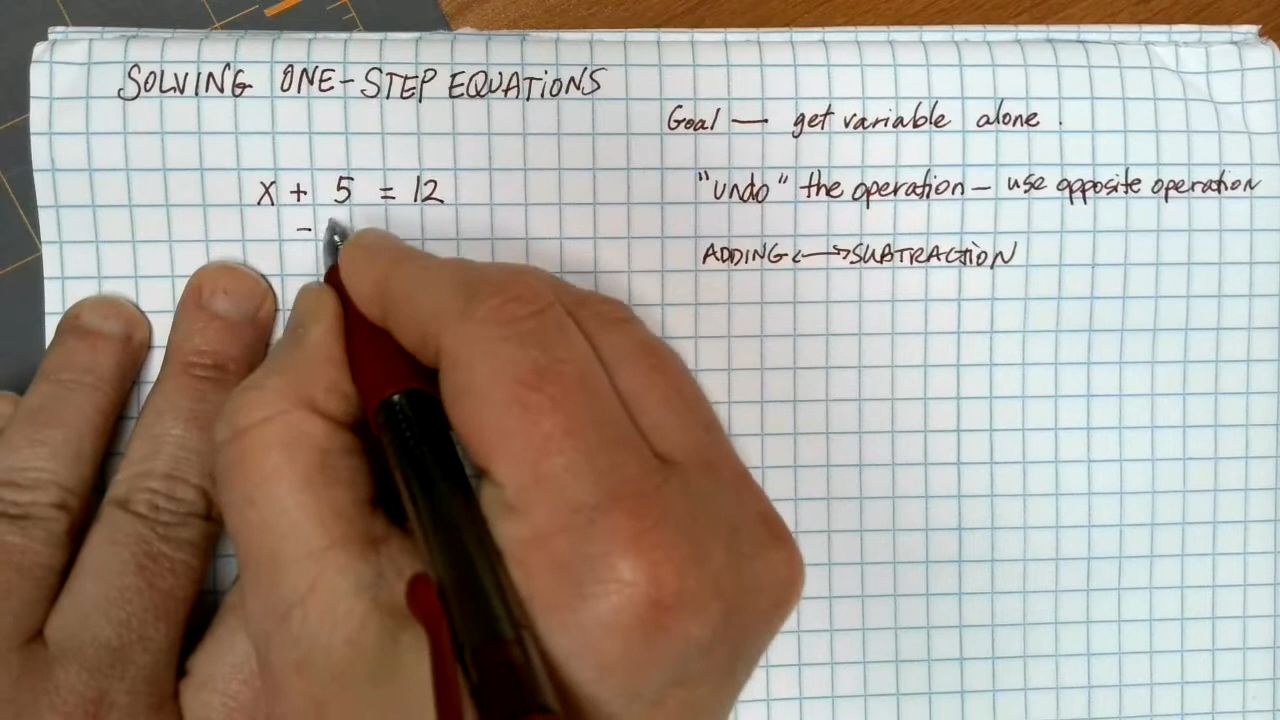 SOLVING ONE-STEP EQUATIONS
Goal — get variable alone.
x + 5 = 12
-
"undo" the operation – use opposite operation
ADDING <—> SUBTRACTION